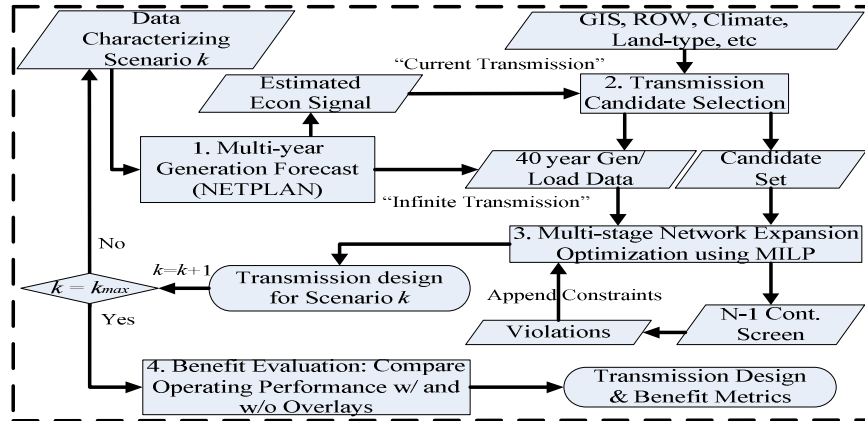 Data
Characterizing
Scenario k
GIS, ROW, Climate,
Land-type, etc
Estimated
Econ Signal
“Current Transmission”
2. Transmission
Candidate Selection
1. Multi-year
Generation Forecast
(NETPLAN)
40 year Gen/
Load Data
Candidate
Set
“Infinite Transmission”
3. Multi-stage Network Expansion
Optimization using MILP
No
k=k+1
Transmission design
for Scenario k
k = kmax
Append Constraints
Yes
Violations
N-1 Cont.
Screen
4. Benefit Evaluation: Compare
Operating Performance w/ and
w/o Overlays
Transmission Design
& Benefit Metrics